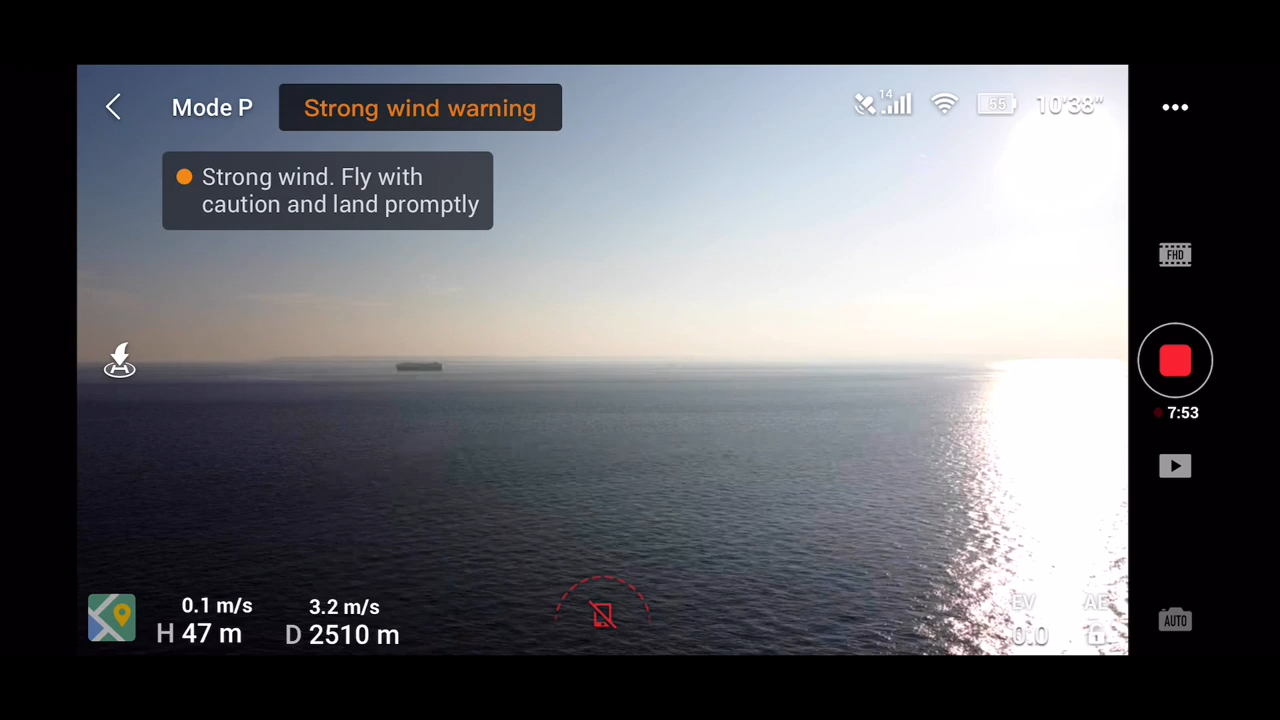 Mode P
Strong wind warning
14
55
10'38"
Strong wind. Fly with
caution and land promptly
FHD
7:53
0.1 m/s
3.2 m/s
H 47 m
D 2510 m
EV
AE
0.0
AUTO